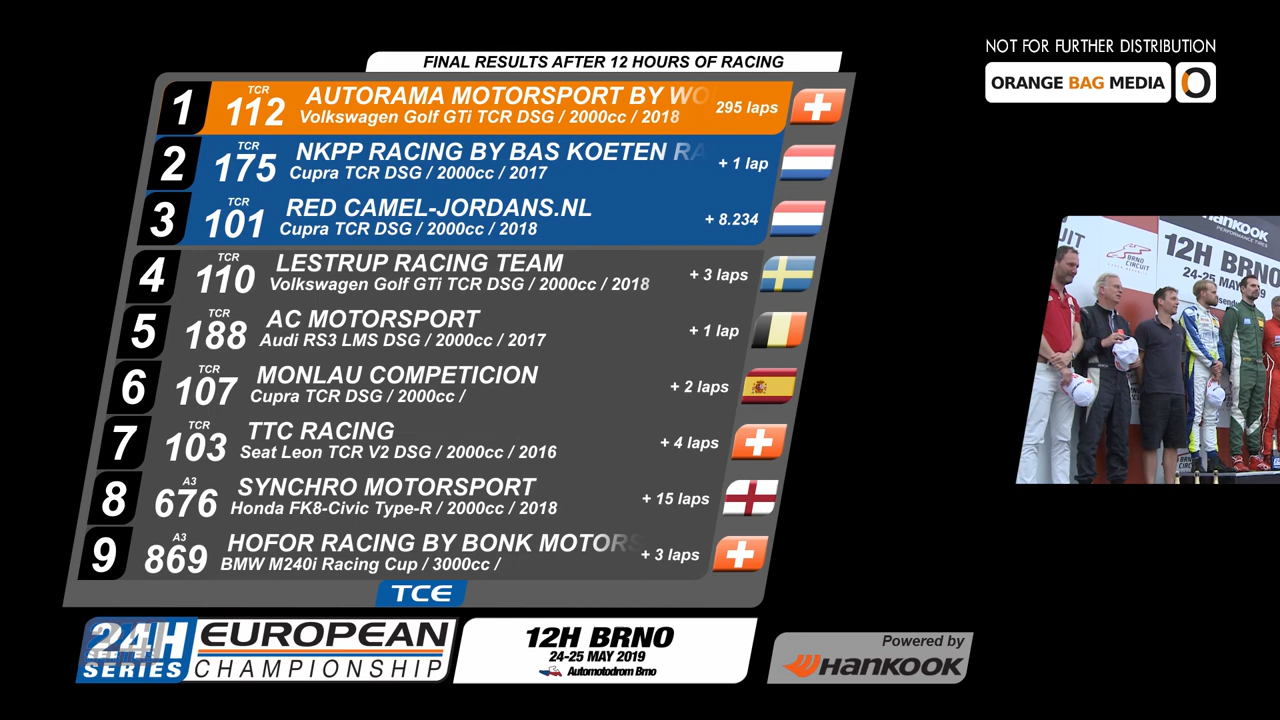 NOT FOR FURTHER DISTRIBUTION
ORANGE BAG MEDIA
FINAL RESULTS AFTER 12 HOURS OF RACING
1 TCR 112 AUTORAMA MOTORSPORT BY WO 295 laps
Volkswagen Golf GTi TCR DSG / 2000cc / 2018
2 TCR 175 NKPP RACING BY BAS KOETEN RA + 1 lap
Cupra TCR DSG / 2000cc / 2017
3 TCR 101 RED CAMEL-JORDANS.NL + 8.234
Cupra TCR DSG / 2000cc / 2018
4 TCR 110 LESTRUP RACING TEAM + 3 laps
Volkswagen Golf GTi TCR DSG / 2000cc / 2018
5 TCR 188 AC MOTORSPORT + 1 lap
Audi RS3 LMS DSG / 2000cc / 2017
6 TCR 107 MONLAU COMPETICION + 2 laps
Cupra TCR DSG / 2000cc /
7 TCR 103 TTC RACING + 4 laps
Seat Leon TCR V2 DSG / 2000cc / 2016
8 A3 676 SYNCHRO MOTORSPORT + 15 laps
Honda FK8-Civic Type-R / 2000cc / 2018
9 A3 869 HOFOR RACING BY BONK MOTORS + 3 laps
BMW M240i Racing Cup / 3000cc /
TCE
24H SERIES
EUROPEAN
CHAMPIONSHIP
12H BRNO
24-25 MAY 2019
Automotodrom Brno
Powered by
HANKOOK
HANKOOK
PERFORMANCE TIRES
UIT
BRNO
CIRCUIT
12H BRNO
24-25 MAY 2019